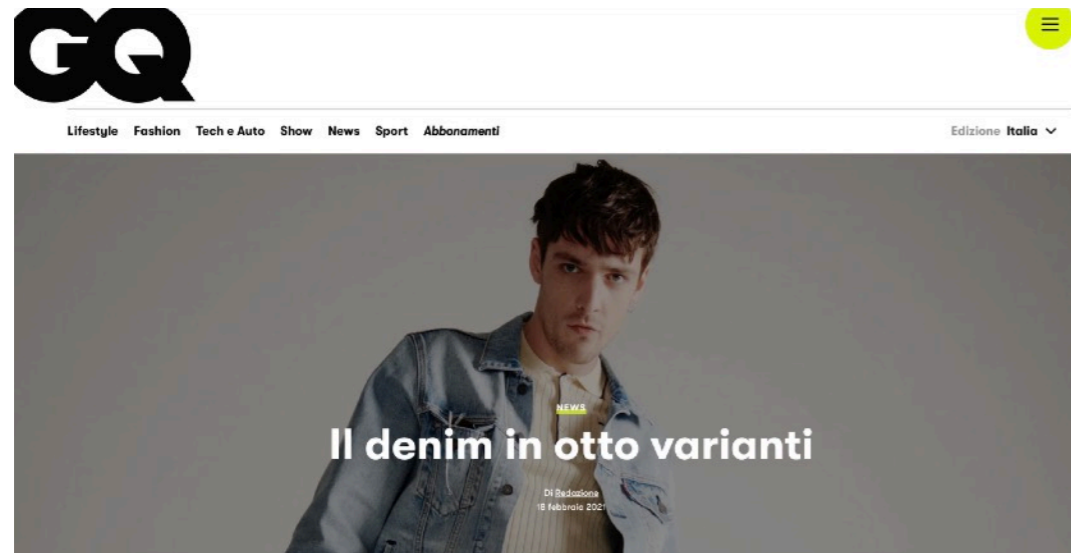 GQ
Lifestyle Fashion Tech e Auto Show News Sport Abbonamenti Edizione Italia
NEWS
Il denim in otto varianti
Di Redazione
18 febbraio 2021